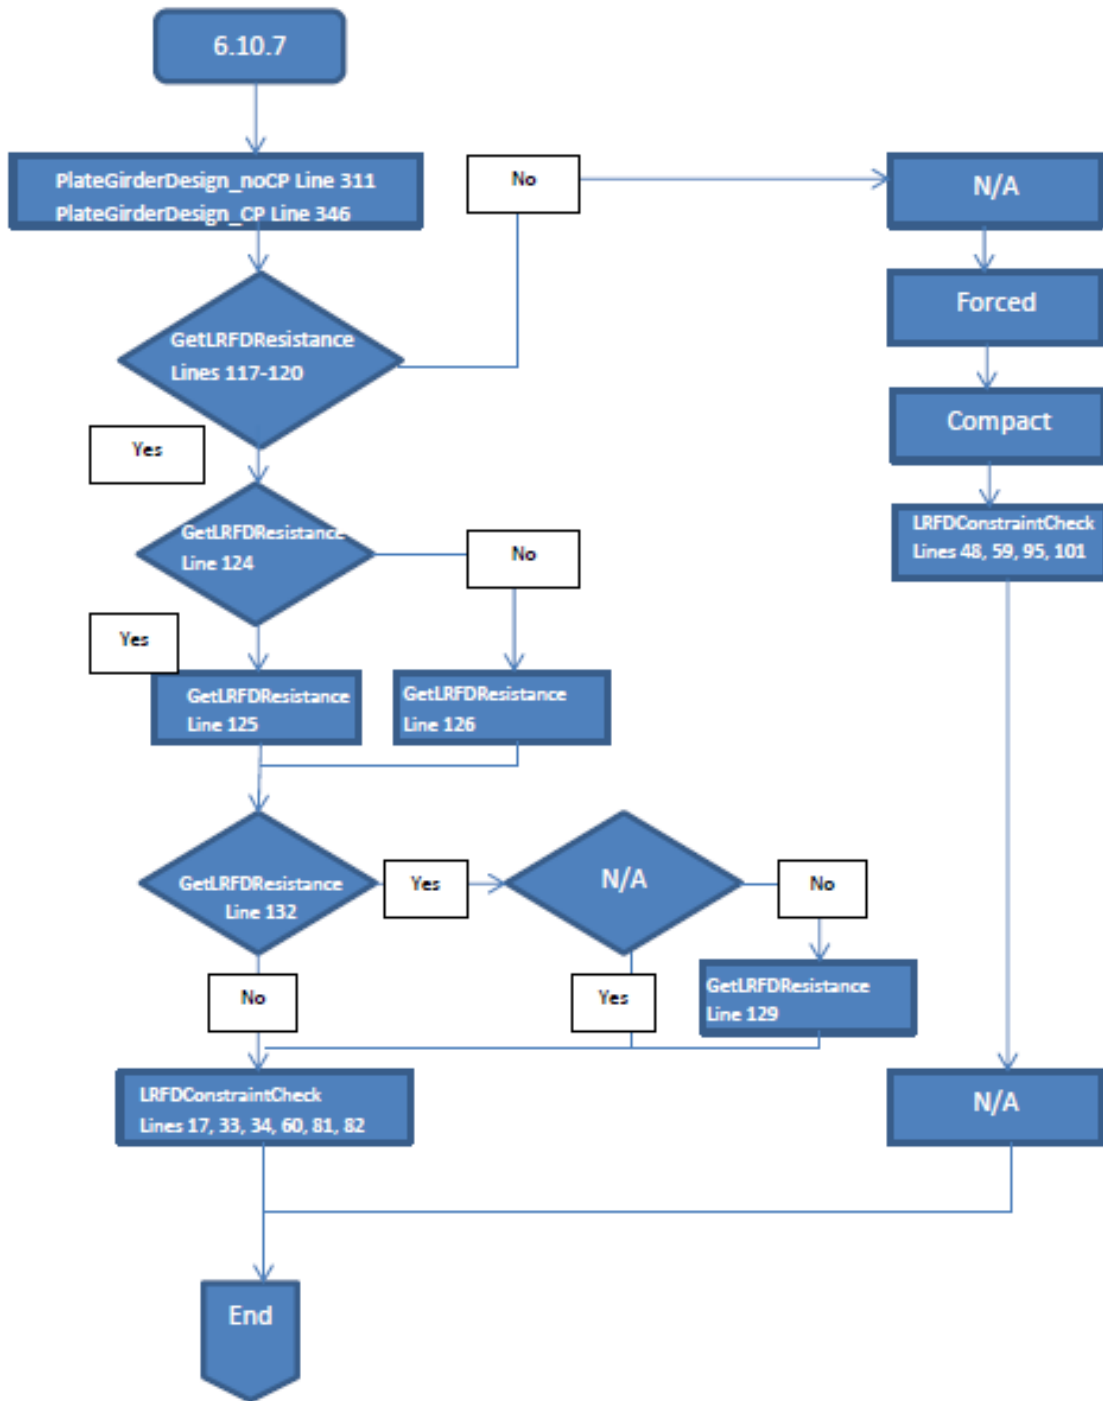 6.10.7
PlateGirderDesign_noCP Line 311
PlateGirderDesign_CP Line 346
No
N/A
Forced
GetLRFDResistance
Lines 117-120
Compact
Yes
LRFDConstraintCheck
Lines 48, 59, 95, 101
GetLRFDResistance
Line 124
No
Yes
GetLRFDResistance
Line 125
GetLRFDResistance
Line 126
GetLRFDResistance
Line 132
Yes
N/A
No
No
Yes
GetLRFDResistance
Line 129
LRFDConstraintCheck
Lines 17, 33, 34, 60, 81, 82
N/A
End